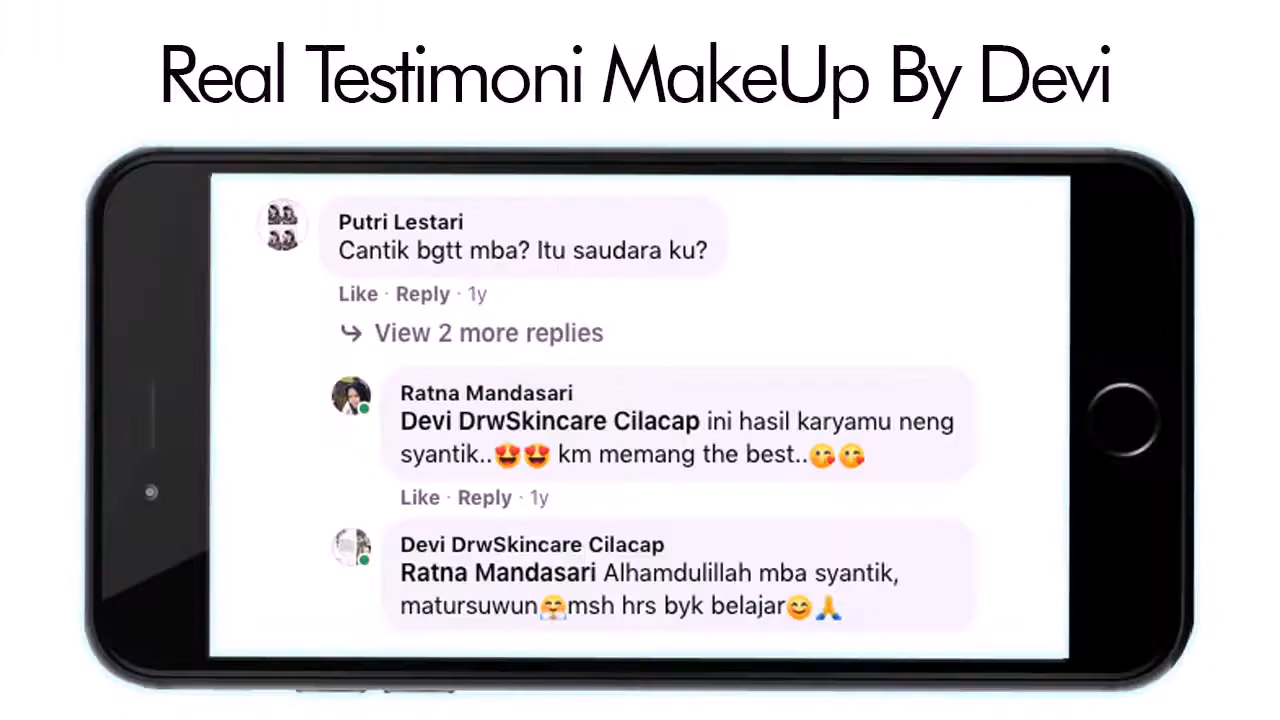 Real Testimoni MakeUp By Devi
Putri Lestari
Cantik bgtt mba? Itu saudara ku?
Like · Reply · 1y
View 2 more replies
Ratna Mandasari
Devi DrwSkincare Cilacap ini hasil karyamu neng
syantik..😍😍 km memang the best..😋😋
Like · Reply · 1y
Devi DrwSkincare Cilacap
Ratna Mandasari Alhamdulillah mba syantik,
matursuwun🤗msh hrs byk belajar😊🙏